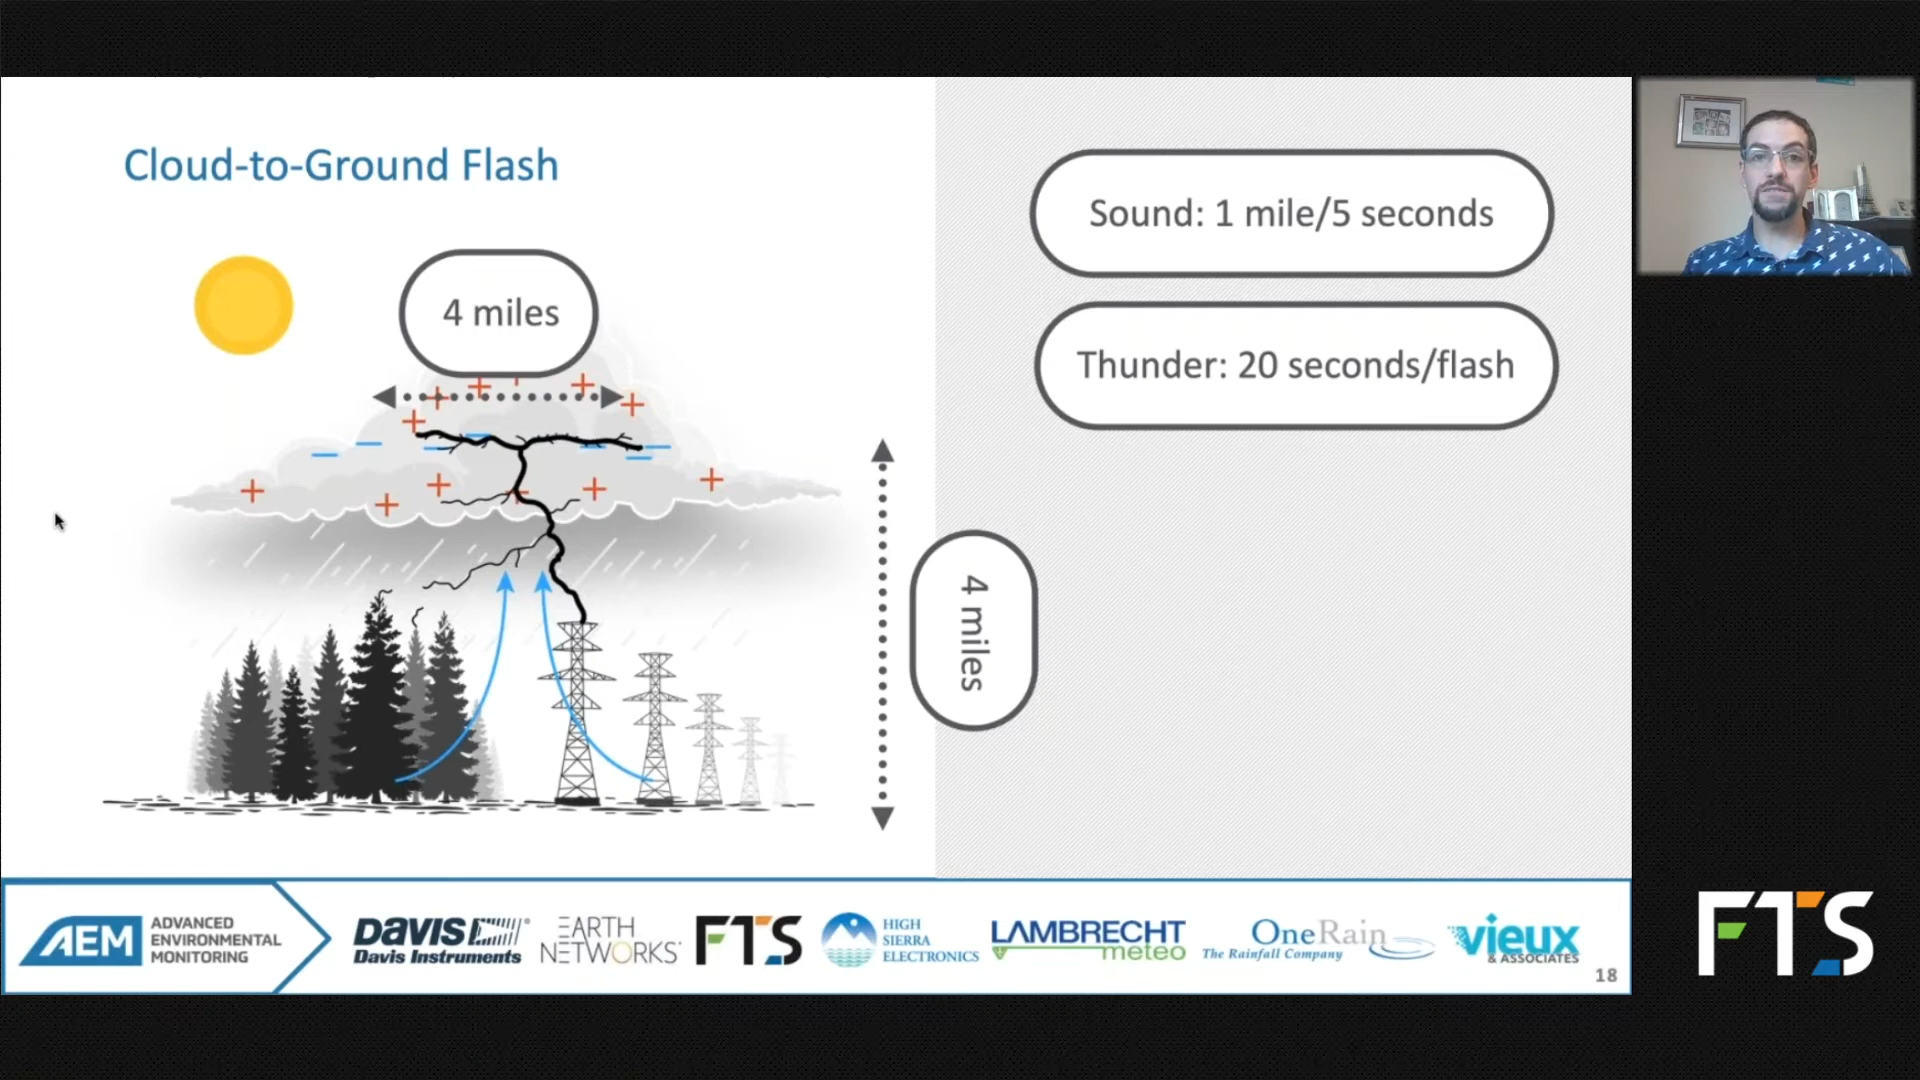 Cloud-to-Ground Flash
4 miles
4 miles
Sound: 1 mile/5 seconds
Thunder: 20 seconds/flash
AEM
ADVANCED
ENVIRONMENTAL
MONITORING
DAVIS
Davis Instruments
EARTH
NETWORKS
FTS
HIGH
SIERRA
ELECTRONICS
LAMBRECHT
meteo
OneRain
The Rainfall Company
vieux
& ASSOCIATES
18
FTS